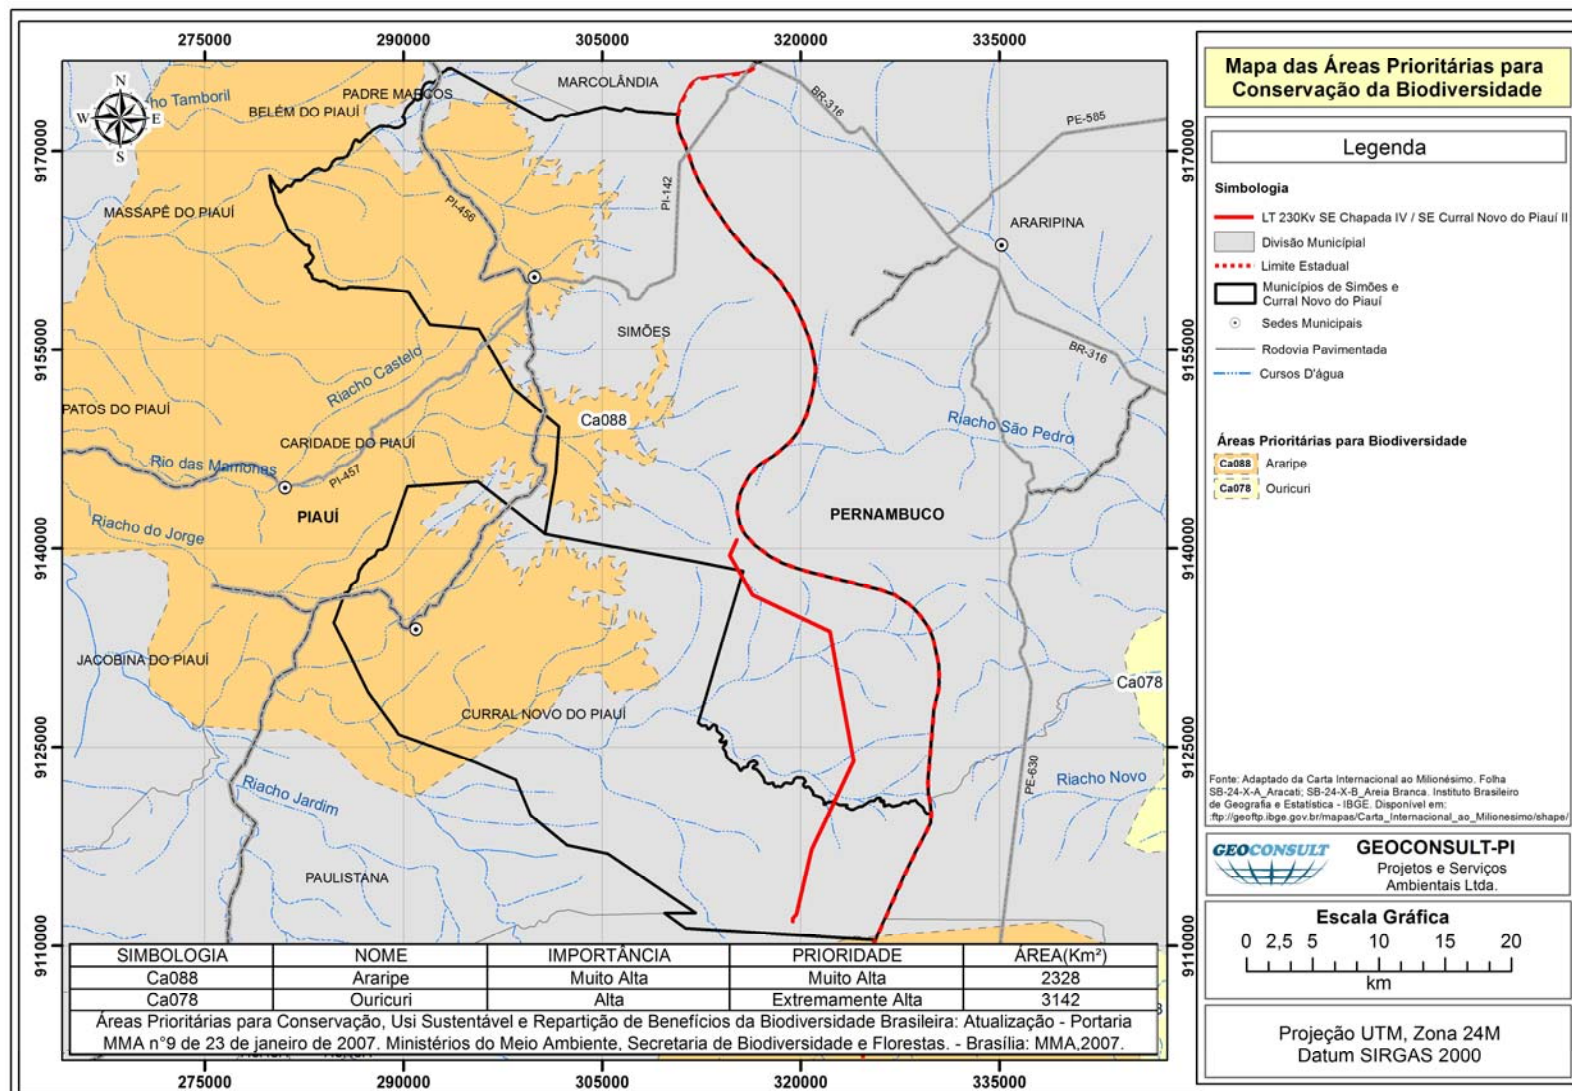 275000
290000
305000
320000
335000
N
W
E
S
ho Tamboril
BELÉM DO PIAUÍ
PADRE MARCOS
MARCOLÂNDIA
BR-316
PE-585
9170000
9170000
MASSAPÊ DO PIAUÍ
PI-456
PI-142
ARARIPINA
SIMÕES
9155000
9155000
BR-316
Riacho Castelo
PATOS DO PIAUÍ
Ca088
Riacho São Pedro
CARIDADE DO PIAUÍ
Rio das Mamonas
PI-457
PIAUÍ
PERNAMBUCO
Riacho do Jorge
9140000
9140000
JACOBINA DO PIAUÍ
Ca078
CURRAL NOVO DO PIAUÍ
9125000
9125000
Riacho Jardim
PE-630
Riacho Novo
PAULISTANA
9110000
9110000
SIMBOLOGIA NOME IMPORTÂNCIA PRIORIDADE ÁREA(Km²)
Ca088 Araripe Muito Alta Muito Alta 2328
Ca078 Ouricuri Alta Extremamente Alta 3142
Áreas Prioritárias para Conservação, Usi Sustentável e Repartição de Benefícios da Biodiversidade Brasileira: Atualização - Portaria
MMA n°9 de 23 de janeiro de 2007. Ministérios do Meio Ambiente, Secretaria de Biodiversidade e Florestas. - Brasília: MMA,2007.
275000
290000
305000
320000
335000
Mapa das Áreas Prioritárias para
Conservação da Biodiversidade
Legenda
Simbologia
LT 230Kv SE Chapada IV / SE Curral Novo do Piauí II
Divisão Municípial
Limite Estadual
Municípios de Simões e
Curral Novo do Piauí
Sedes Municipais
Rodovia Pavimentada
Cursos D'água
Áreas Prioritárias para Biodiversidade
Ca088 Araripe
Ca078 Ouricuri
Fonte: Adaptado da Carta Internacional ao Milionésimo. Folha
SB-24-X-A_Aracati; SB-24-X-B_Areia Branca. Instituto Brasileiro
de Geografia e Estatística - IBGE. Disponível em:
:ftp://geoftp.ibge.gov.br/mapas/Carta_Internacional_ao_Milionesimo/shape/
GEOCONSULT
GEOCONSULT-PI
Projetos e Serviços
Ambientais Ltda.
Escala Gráfica
0 2,5 5 10 15 20
km
Projeção UTM, Zona 24M
Datum SIRGAS 2000